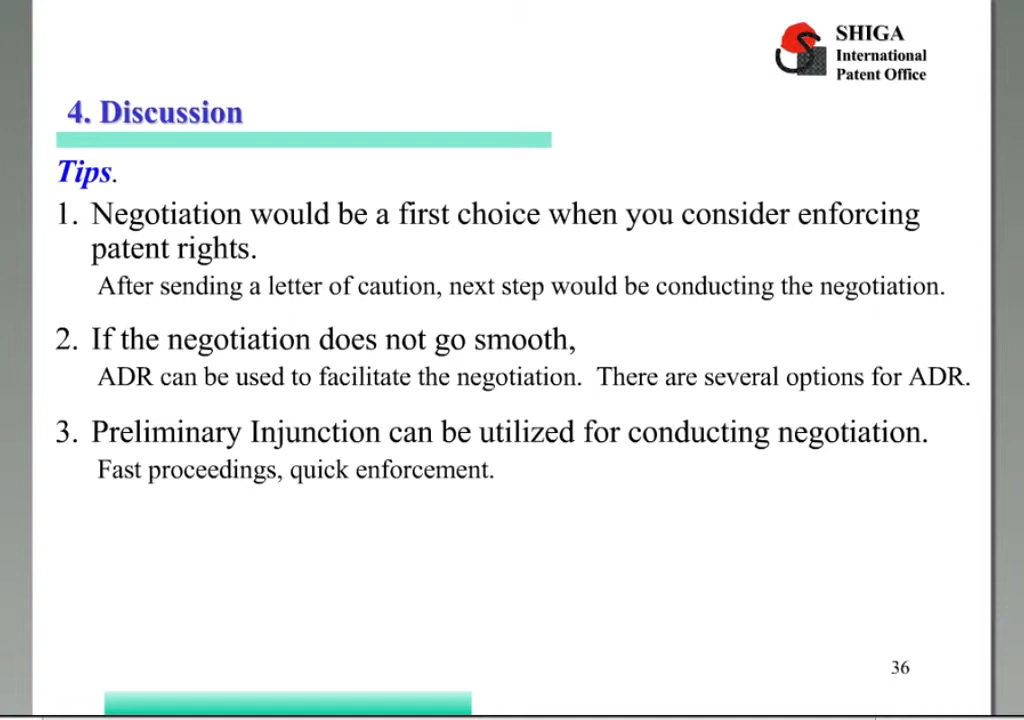 SHIGA
International
Patent Office
4. Discussion
Tips.
1. Negotiation would be a first choice when you consider enforcing
patent rights.
After sending a letter of caution, next step would be conducting the negotiation.
2. If the negotiation does not go smooth,
ADR can be used to facilitate the negotiation. There are several options for ADR.
3. Preliminary Injunction can be utilized for conducting negotiation.
Fast proceedings, quick enforcement.
36